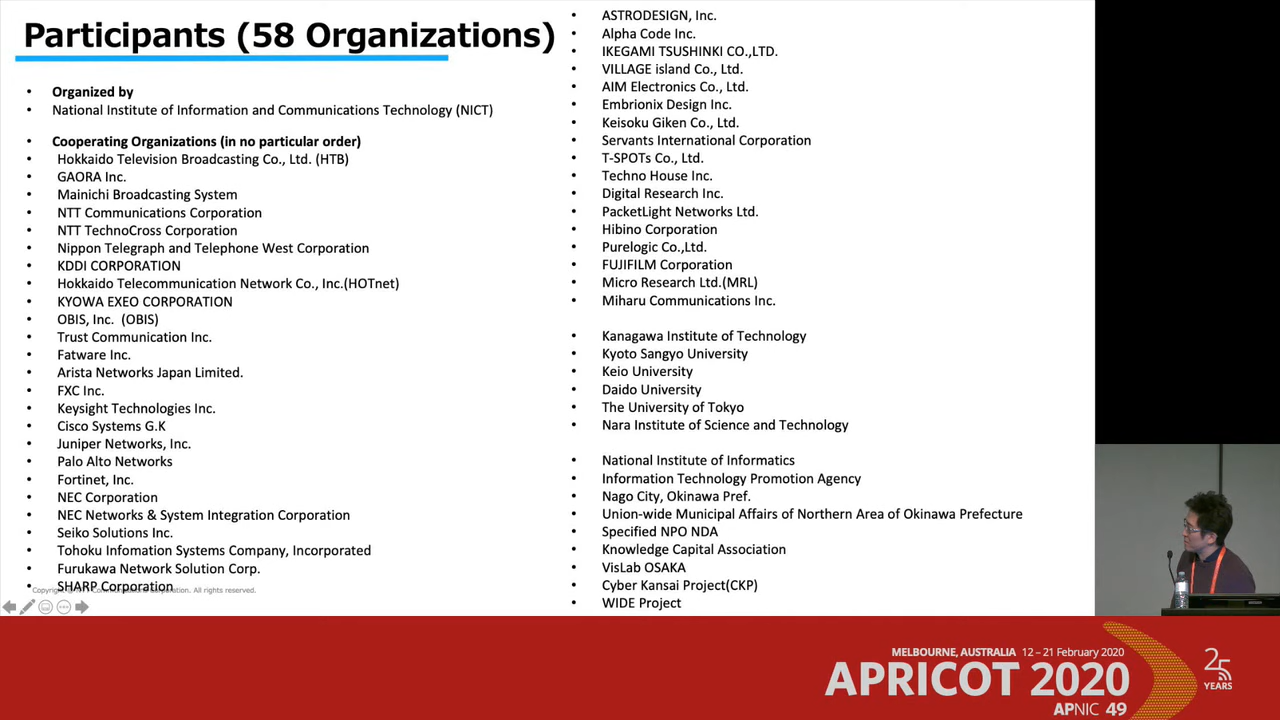 Participants (58 Organizations)
Organized by
National Institute of Information and Communications Technology (NICT)
Cooperating Organizations (in no particular order)
Hokkaido Television Broadcasting Co., Ltd. (HTB)
GAORA Inc.
Mainichi Broadcasting System
NTT Communications Corporation
NTT TechnoCross Corporation
Nippon Telegraph and Telephone West Corporation
KDDI CORPORATION
Hokkaido Telecommunication Network Co., Inc.(HOTnet)
KYOWA EXEO CORPORATION
OBIS, Inc. (OBIS)
Trust Communication Inc.
Fatware Inc.
Arista Networks Japan Limited.
FXC Inc.
Keysight Technologies Inc.
Cisco Systems G.K
Juniper Networks, Inc.
Palo Alto Networks
Fortinet, Inc.
NEC Corporation
NEC Networks & System Integration Corporation
Seiko Solutions Inc.
Tohoku Infomation Systems Company, Incorporated
Furukawa Network Solution Corp.
SHARP Corporation
Corporation. All rights reserved.
ASTRODESIGN, Inc.
Alpha Code Inc.
IKEGAMI TSUSHINKI CO.,LTD.
VILLAGE island Co., Ltd.
AIM Electronics Co., Ltd.
Embrionix Design Inc.
Keisoku Giken Co., Ltd.
Servants International Corporation
T-SPOTs Co., Ltd.
Techno House Inc.
Digital Research Inc.
PacketLight Networks Ltd.
Hibino Corporation
Purelogic Co.,Ltd.
FUJIFILM Corporation
Micro Research Ltd.(MRL)
Miharu Communications Inc.
Kanagawa Institute of Technology
Kyoto Sangyo University
Keio University
Daido University
The University of Tokyo
Nara Institute of Science and Technology
National Institute of Informatics
Information Technology Promotion Agency
Nago City, Okinawa Pref.
Union-wide Municipal Affairs of Northern Area of Okinawa Prefecture
Specified NPO NDA
Knowledge Capital Association
VisLab OSAKA
Cyber Kansai Project(CKP)
WIDE Project
MELBOURNE, AUSTRALIA 12 – 21 February 2020
APRICOT 2020
APNIC 49
25
YEARS